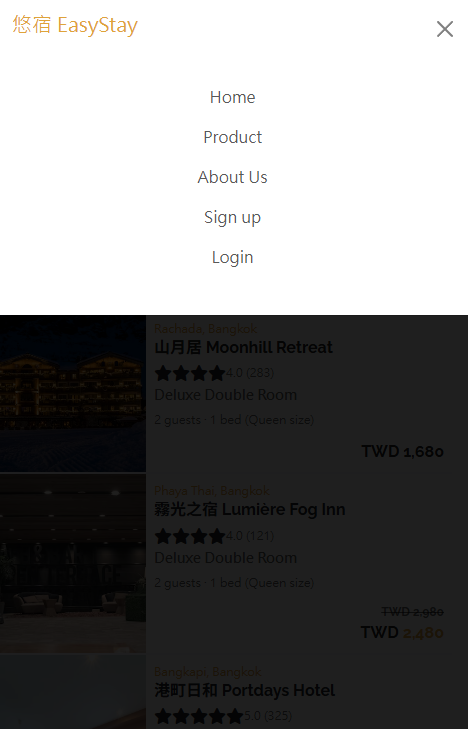 悠宿 EasyStay
Home
Product
About Us
Sign up
Login
Rachada, Bangkok
山月居 Moonhill Retreat
4.0 (283)
Deluxe Double Room
2 guests · 1 bed (Queen size)
TWD 1,680
Phaya Thai, Bangkok
霧光之宿 Lumière Fog Inn
4.0 (121)
Deluxe Double Room
2 guests · 1 bed (Queen size)
TWD 2,980
TWD 2,480
Bangkapi, Bangkok
港町日和 Portdays Hotel
5.0 (325)